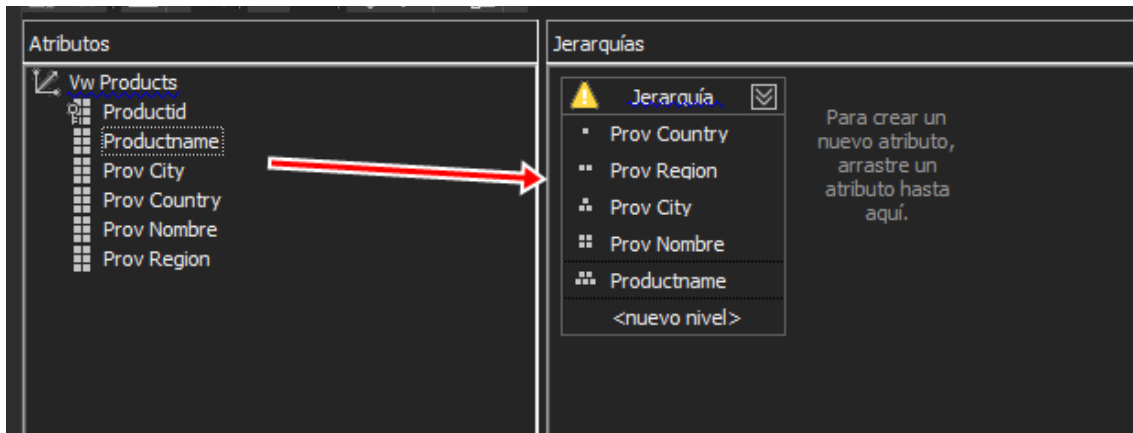 Atributos
Vw Products
Productid
Productname
Prov City
Prov Country
Prov Nombre
Prov Region
Jerarquías
Jerarquía
Prov Country
Prov Region
Prov City
Prov Nombre
Productname
<nuevo nivel>
Para crear un
nuevo atributo,
arrastre un
atributo hasta
aquí.